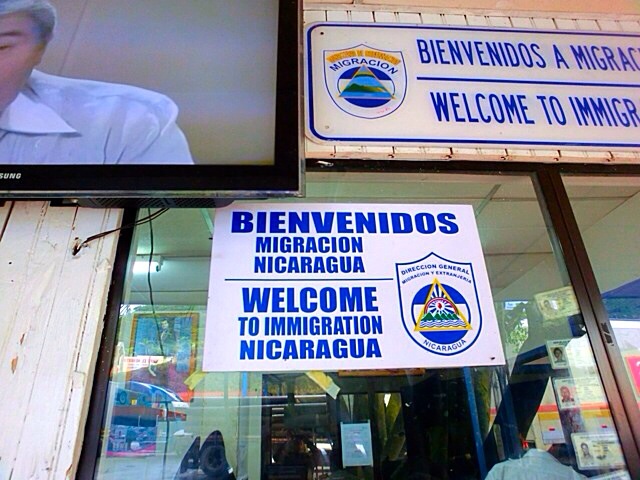 BIENVENIDOS A MIGRAC
WELCOME TO IMMIGR
MIGRACION
SUNG
BIENVENIDOS
MIGRACION
NICARAGUA
WELCOME
TO IMMIGRATION
NICARAGUA
DIRECCION GENERAL
MIGRACION Y EXTRANJERIA
NICARAGUA